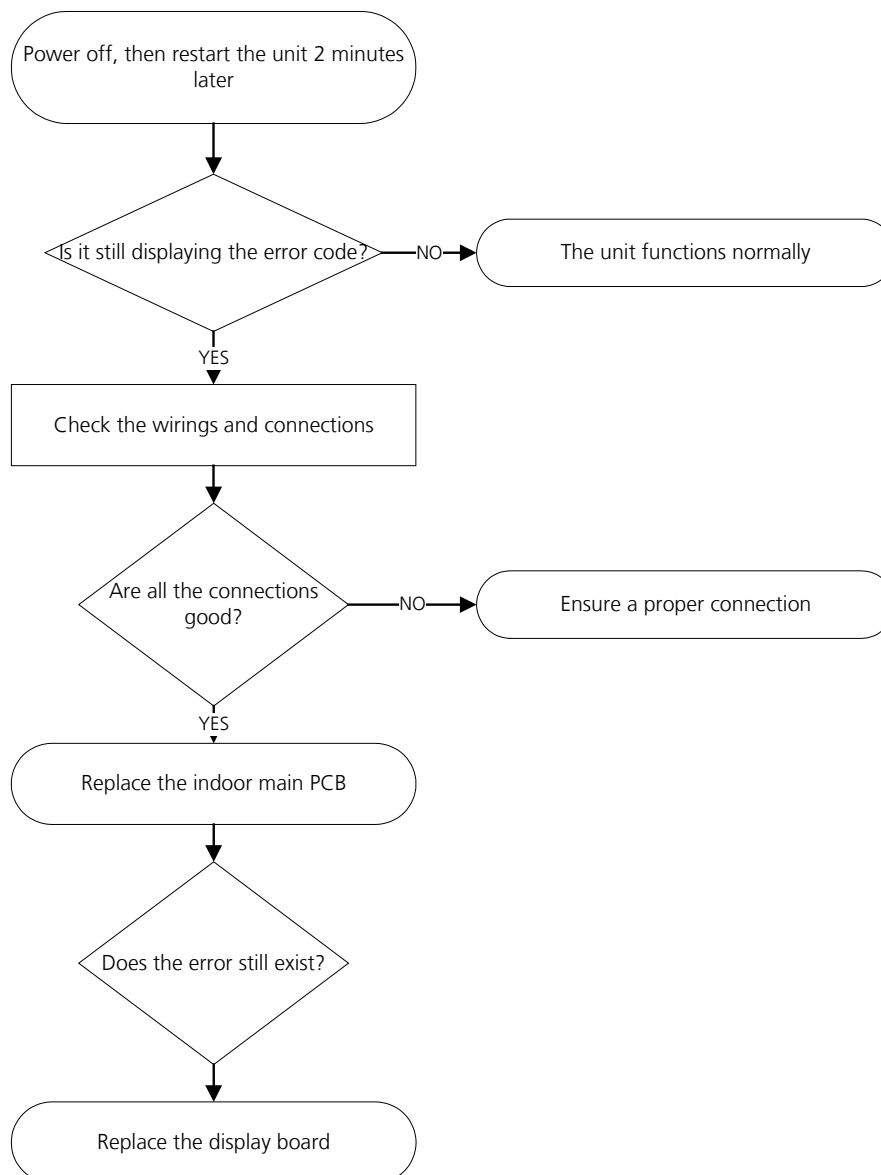 Power off, then restart the unit 2 minutes
later
Is it still displaying the error code?
NO
The unit functions normally
YES
Check the wirings and connections
Are all the connections
good?
NO
Ensure a proper connection
YES
Replace the indoor main PCB
Does the error still exist?
Replace the display board